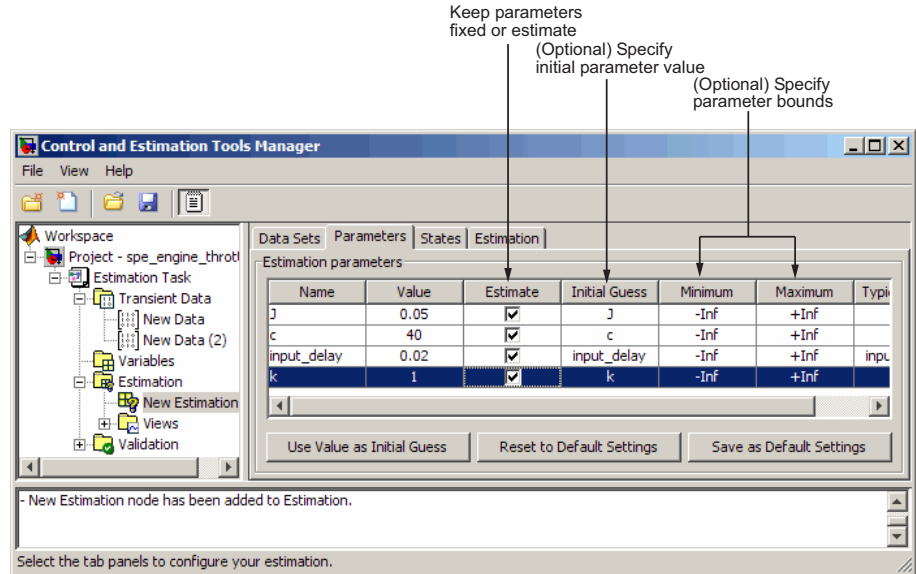 Keep parameters
fixed or estimate
(Optional) Specify
initial parameter value
(Optional) Specify
parameter bounds
Control and Estimation Tools Manager
File View Help
Workspace
Project - spe_engine_throtl
Estimation Task
Transient Data
New Data
New Data (2)
Variables
Estimation
New Estimation
Views
Validation
Data Sets Parameters States Estimation
Estimation parameters
Name Value Estimate Initial Guess Minimum Maximum Typi
J 0.05 J -Inf +Inf
c 40 c -Inf +Inf
input_delay 0.02 input_delay -Inf +Inf inpu
k 1 k -Inf +Inf
Use Value as Initial Guess Reset to Default Settings Save as Default Settings
- New Estimation node has been added to Estimation.
Select the tab panels to configure your estimation.